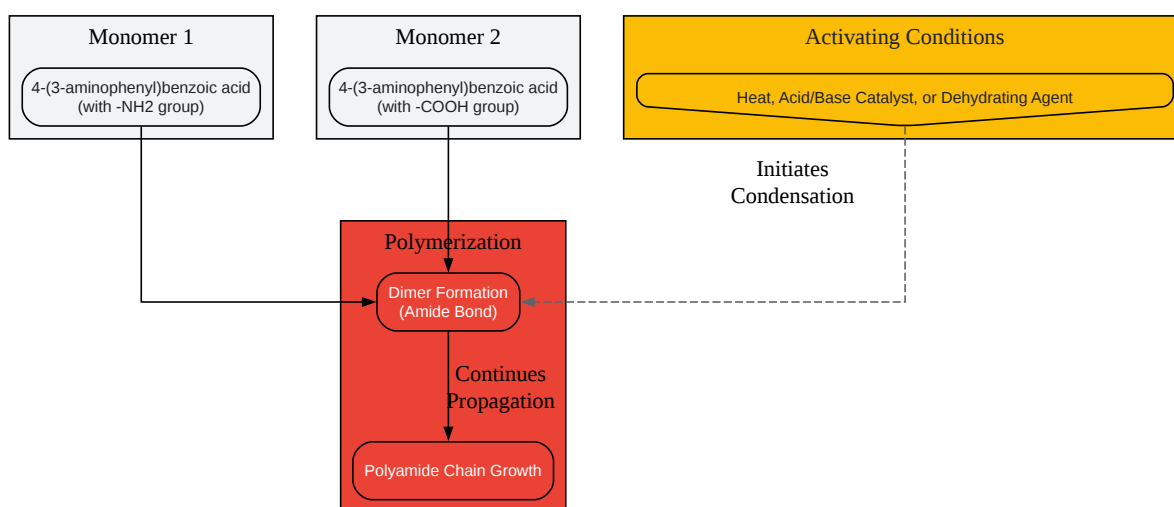 Monomer 1
4-(3-aminophenyl)benzoic acid
(with -NH2 group)
Monomer 2
4-(3-aminophenyl)benzoic acid
(with -COOH group)
Activating Conditions
Heat, Acid/Base Catalyst, or Dehydrating Agent
Initiates
Condensation
Polymerization
Dimer Formation
(Amide Bond)
Continues
Propagation
Polyamide Chain Growth